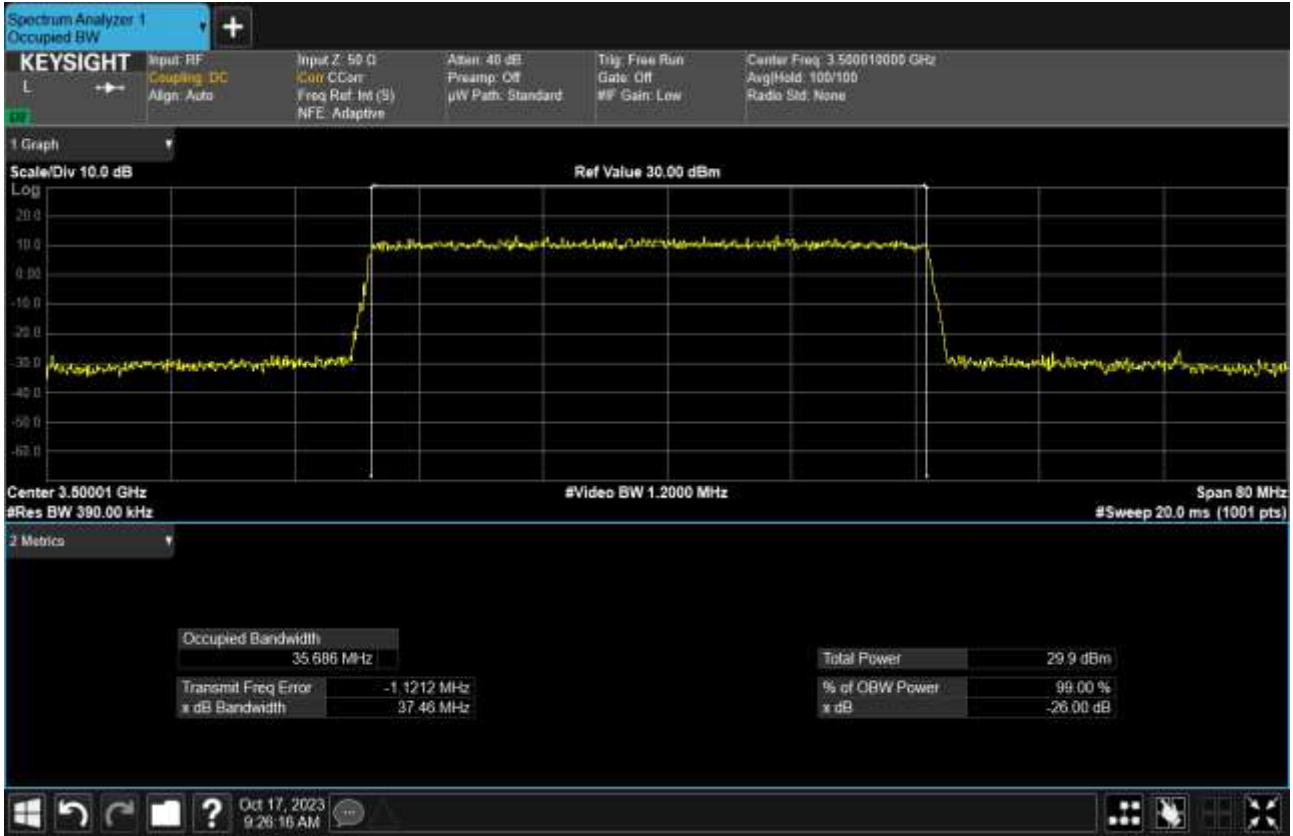 Spectrum Analyzer 1
Occupied BW
KEYSIGHT
L
Input: RF
Coupling: DC
Align: Auto
Input Z: 50 Ω
Corr CCorr
Freq Ref: Int (S)
NFE: Adaptive
Atten: 40 dB
Preamp: Off
µW Path: Standard
Trig: Free Run
Gate: Off
#IF Gain: Low
Center Freq: 3.500010000 GHz
Avg|Hold: 100/100
Radio Std: None
1 Graph
Scale/Div 10.0 dB
Ref Value 30.00 dBm
Log
20.0
10.0
0.00
-10.0
-20.0
-30.0
-40.0
-50.0
-60.0
Center 3.50001 GHz
#Video BW 1.2000 MHz
Span 80 MHz
#Res BW 390.00 kHz
#Sweep 20.0 ms (1001 pts)
2 Metrics
Occupied Bandwidth
35.686 MHz
Total Power 29.9 dBm
Transmit Freq Error -1.1212 MHz
% of OBW Power 99.00 %
x dB Bandwidth 37.46 MHz
x dB -26.00 dB
Oct 17, 2023
9:26:16 AM